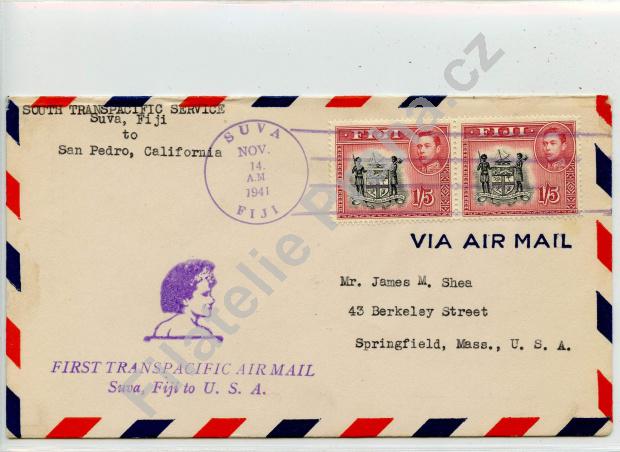 SOUTH TRANSPACIFIC SERVICE
Suva, Fiji
to
San Pedro, California
SUVA
NOV.
14.
A.M
1941
FIJI
FIJI
1/5
FIJI
1/5
VIA AIR MAIL
Mr. James M. Shea
43 Berkeley Street
Springfield, Mass., U. S. A.
FIRST TRANSPACIFIC AIR MAIL
Suva, Fiji to U. S. A.
Filatelie Praha.cz